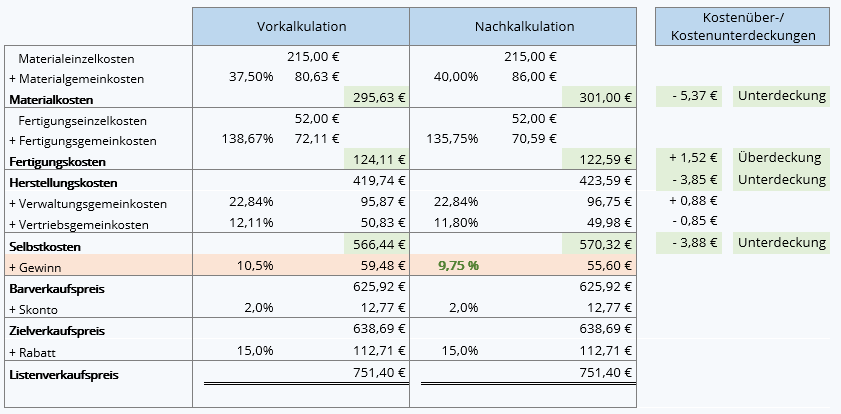 Vorkalkulation Nachkalkulation Kostenüber-/
Kostenunterdeckungen
Materialeinzelkosten 215,00 € 215,00 €
+ Materialgemeinkosten 37,50% 80,63 € 40,00% 86,00 €
Materialkosten 295,63 € 301,00 € - 5,37 € Unterdeckung
Fertigungseinzelkosten 52,00 € 52,00 €
+ Fertigungsgemeinkosten 138,67% 72,11 € 135,75% 70,59 €
Fertigungskosten 124,11 € 122,59 € + 1,52 € Überdeckung
Herstellungskosten 419,74 € 423,59 € - 3,85 € Unterdeckung
+ Verwaltungsgemeinkosten 22,84% 95,87 € 22,84% 96,75 € + 0,88 €
+ Vertriebsgemeinkosten 12,11% 50,83 € 11,80% 49,98 € - 0,85 €
Selbstkosten 566,44 € 570,32 € - 3,88 € Unterdeckung
+ Gewinn 10,5% 59,48 € 9,75 % 55,60 €
Barverkaufspreis 625,92 € 625,92 €
+ Skonto 2,0% 12,77 € 2,0% 12,77 €
Zielverkaufspreis 638,69 € 638,69 €
+ Rabatt 15,0% 112,71 € 15,0% 112,71 €
Listenverkaufspreis 751,40 € 751,40 €